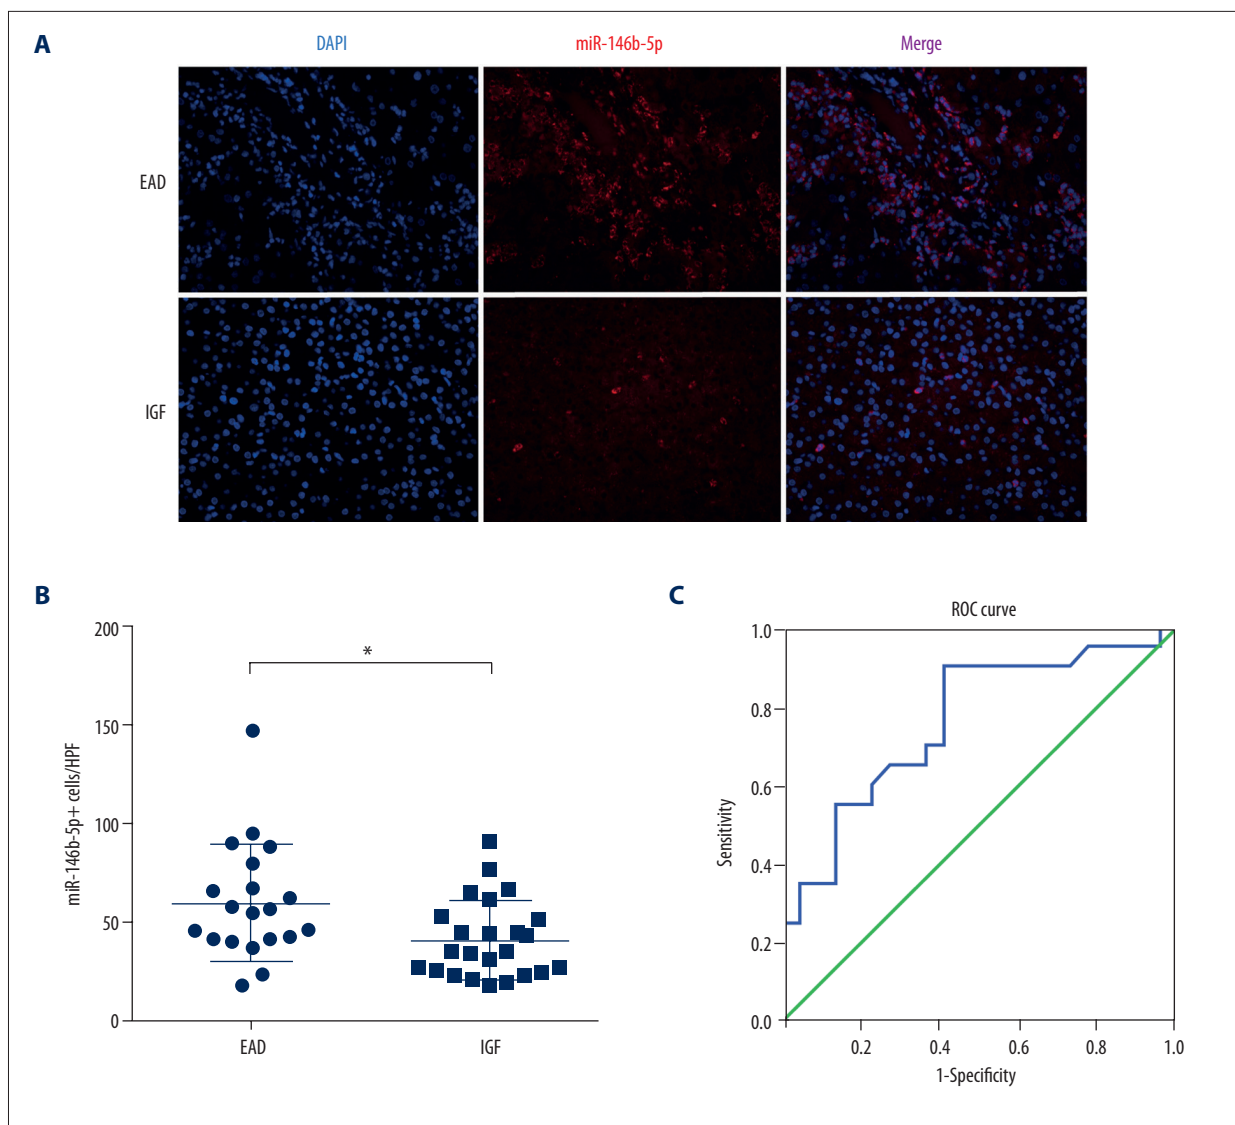 A
DAPI miR-146b-5p Merge
EAD
IGF
B
miR-146b-5p+ cells/HPF
200
150
100
50
0
*
EAD IGF
C
ROC curve
Sensitivity
1.0
0.8
0.6
0.4
0.2
0.0
0.2 0.4 0.6 0.8 1.0
1-Specificity